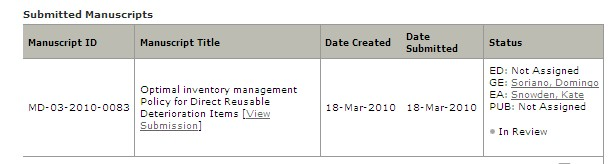 Submitted Manuscripts
Manuscript ID
Manuscript Title
Date Created
Date
Submitted
Status
MD-03-2010-0083
Optimal inventory management
Policy for Direct Reusable
Deterioration Items [View
Submission]
18-Mar-2010
18-Mar-2010
ED: Not Assigned
GE: Soriano, Domingo
EA: Snowden, Kate
PUB: Not Assigned
In Review